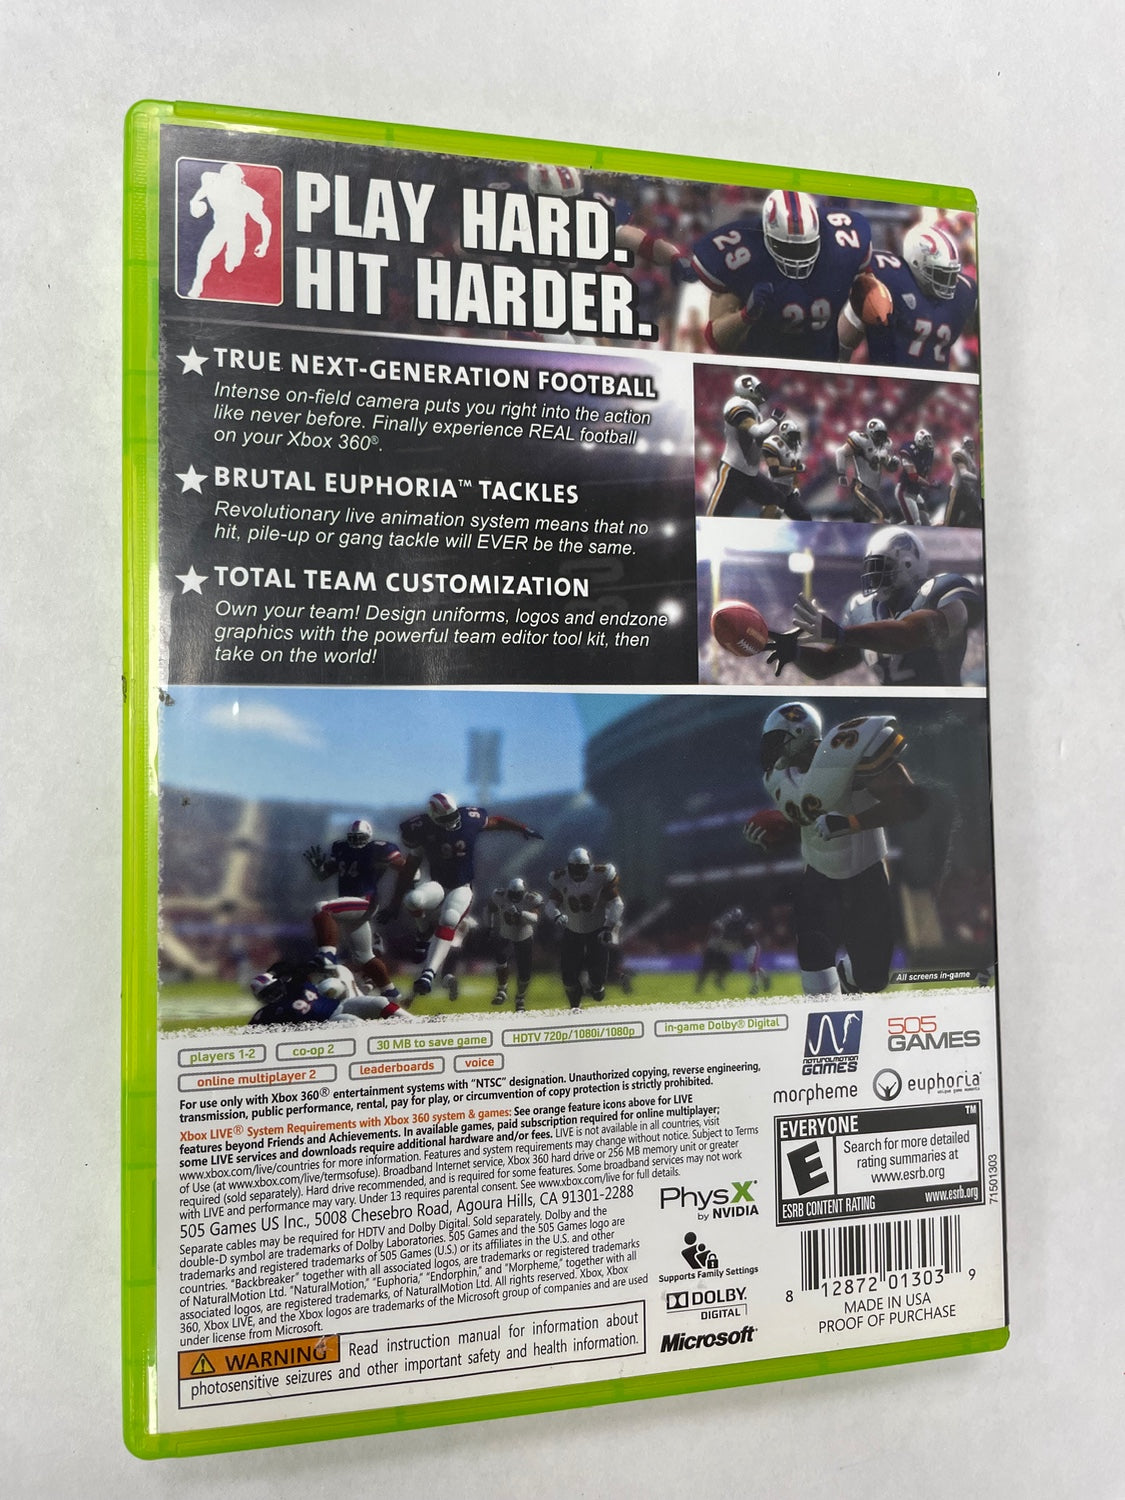 PLAY HARD.
HIT HARDER.
29
29
29
2
72
★ TRUE NEXT-GENERATION FOOTBALL
Intense on-field camera puts you right into the action
like never before. Finally experience REAL football
on your Xbox 360®.
★ BRUTAL EUPHORIA™ TACKLES
Revolutionary live animation system means that no
hit, pile-up or gang tackle will EVER be the same.
★ TOTAL TEAM CUSTOMIZATION
Own your team! Design uniforms, logos and endzone
graphics with the powerful team editor tool kit, then
take on the world!
54
92
94
All screens in-game
players 1-2
co-op 2
30 MB to save game
HDTV 720p/1080i/1080p
in-game Dolby® Digital
online multiplayer 2
leaderboards
voice
For use only with Xbox 360® entertainment systems with "NTSC" designation. Unauthorized copying, reverse engineering,
transmission, public performance, rental, pay for play, or circumvention of copy protection is strictly prohibited.
Xbox LIVE® System Requirements with Xbox 360 system & games: See orange feature icons above for LIVE
features beyond Friends and Achievements. In available games, paid subscription required for online multiplayer;
some LIVE services and downloads require additional hardware and/or fees. LIVE is not available in all countries, visit
www.xbox.com/live/countries for more information. Features and system requirements may change without notice. Subject to Terms
of Use (at www.xbox.com/live/termsofuse). Broadband Internet service, Xbox 360 hard drive or 256 MB memory unit or greater
required (sold separately). Hard drive recommended, and is required for some features. Some broadband services may not work
with LIVE and performance may vary. Under 13 requires parental consent. See www.xbox.com/live for full details.
505 Games US Inc., 5008 Chesebro Road, Agoura Hills, CA 91301-2288
Separate cables may be required for HDTV and Dolby Digital. Sold separately. Dolby and the
double-D symbol are trademarks of Dolby Laboratories. 505 Games and the 505 Games logo are
trademarks and registered trademarks of 505 Games (U.S.) or its affiliates in the U.S. and other
countries. "Backbreaker" together with all associated logos, are trademarks or registered trademarks
of NaturalMotion Ltd. "NaturalMotion," "Euphoria," "Endorphin," and "Morpheme," together with all
associated logos, are registered trademarks, of NaturalMotion Ltd. All rights reserved. Xbox, Xbox
360, Xbox LIVE, and the Xbox logos are trademarks of the Microsoft group of companies and are used
under license from Microsoft.
WARNING Read instruction manual for information about
photosensitive seizures and other important safety and health information.
NATURALMOTION
GAMES
505
GAMES
morpheme
euphoria
EVERYONE
TM
E
Search for more detailed
rating summaries at
www.esrb.org
ESRB CONTENT RATING
www.esrb.org
71501303
PhysX
by NVIDIA
Supports Family Settings
DOLBY
DIGITAL
Microsoft®
8 12872 01303 9
MADE IN USA
PROOF OF PURCHASE